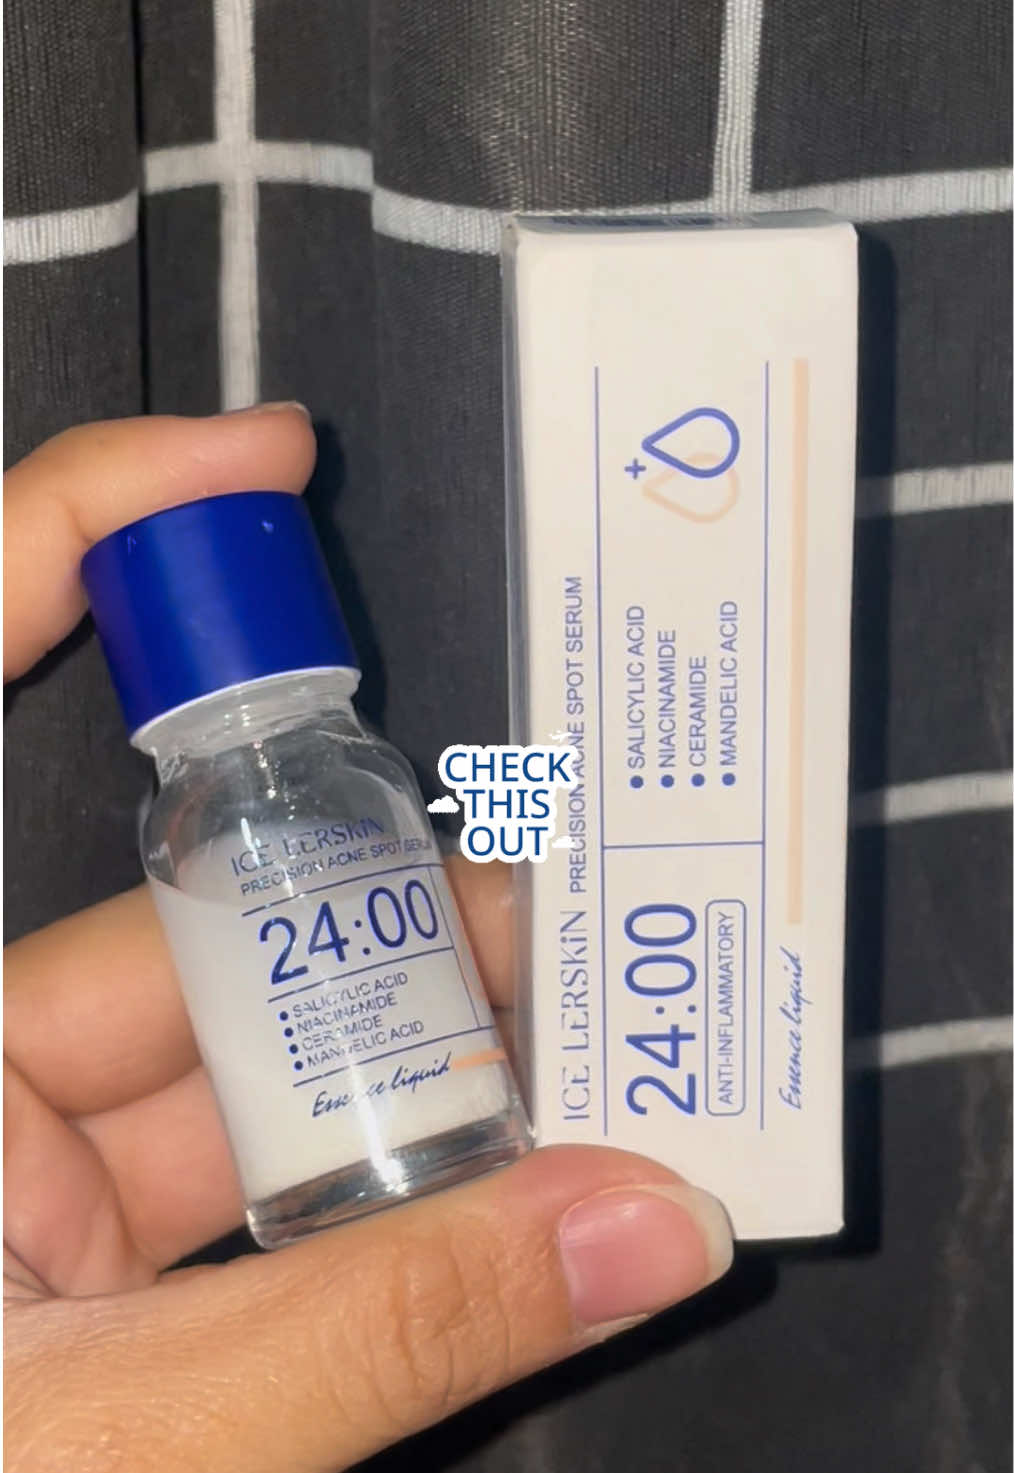 ICE LERSKiN
PRECISION ACNE SPOT SERUM
24:00
SALICYLIC ACID
NIACINAMIDE
CERAMIDE
MANDELIC ACID
Essence liquid
CHECK
THIS
OUT
ICE LERSKiN PRECISION ACNE SPOT SERUM
24:00
ANTI-INFLAMMATORY
SALICYLIC ACID
NIACINAMIDE
CERAMIDE
MANDELIC ACID
Essence liquid